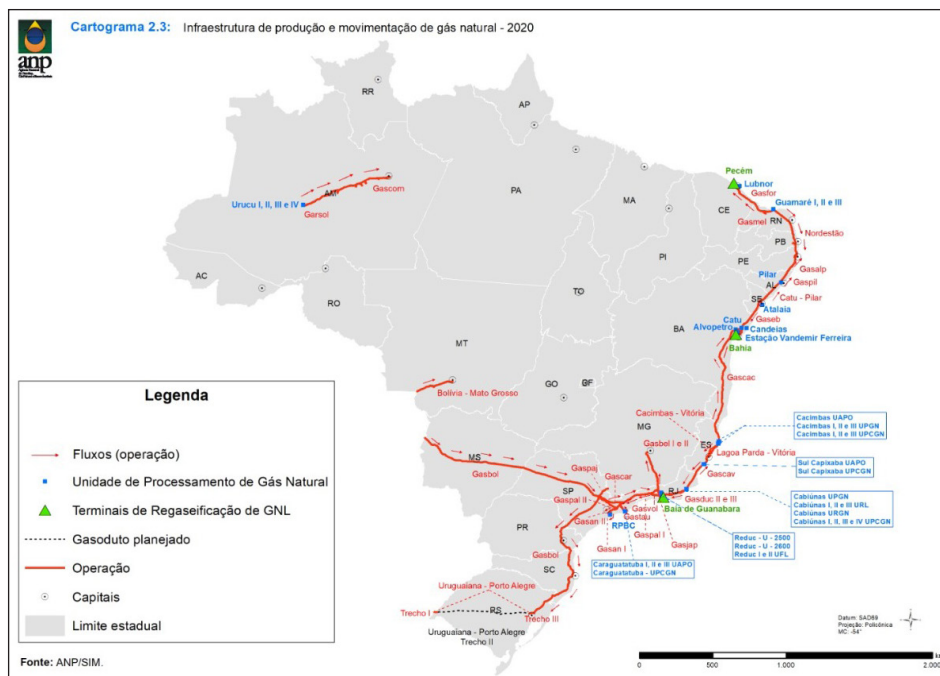 Cartograma 2.3: Infraestrutura de produção e movimentação de gás natural - 2020
anp
RR
AP
AM
Gascom
Urucu I, II, III e IV
Garsol
PA
MA
Pecém
Lubnor
Gasfor
CE
Guamaré I, II e III
Gasmel
RN
Nordestão
PB
PI
PE
Gasalp
AC
Pilar
Gaspil
AL
RO
TO
SE
Catu - Pilar
Atalaia
Gaseb
Catu
BA
Alvopetro
Candeias
Estação Vandemir Ferreira
Bahia
MT
GO
DF
Gascac
Bolívia - Mato Grosso
Cacimbas - Vitória
MG
Gasbel I e II
ES
Cacimbas UAPO
Cacimbas I, II e III UPGN
Cacimbas I, II e III UPCGN
Lagoa Parda - Vitória
MS
Gasbol
Gaspaj
Gascar
Gascav
Sul Capixaba UAPO
Sul Capixaba UPCGN
SP
Gaspal II
Gasvol
RJ
Gasduc II e III
Baia de Guanabara
Cabiúnas UPGN
Cabiúnas I, II e III URL
Cabiúnas URGN
Cabiúnas I, II, III e IV UPCGN
Gasan II
RPBC
Gastau
Gaspal I
PR
Gasan I
Gasjap
Reduc - U - 2500
Reduc - U - 2600
Reduc I e II UFL
Gasbol
Caraguatatuba I, II e III UAPO
Caraguatatuba - UPCGN
SC
Uruguaiana - Porto Alegre
Trecho I
RS
Trecho III
Uruguaiana - Porto Alegre
Trecho II
Legenda
Fluxos (operação)
Unidade de Processamento de Gás Natural
Terminais de Regaseificação de GNL
Gasoduto planejado
Operação
Capitais
Limite estadual
Fonte: ANP/SIM.
Datum: SAD69
Projeção: Policônica
MC: -54°
0 500 1.000 2.000